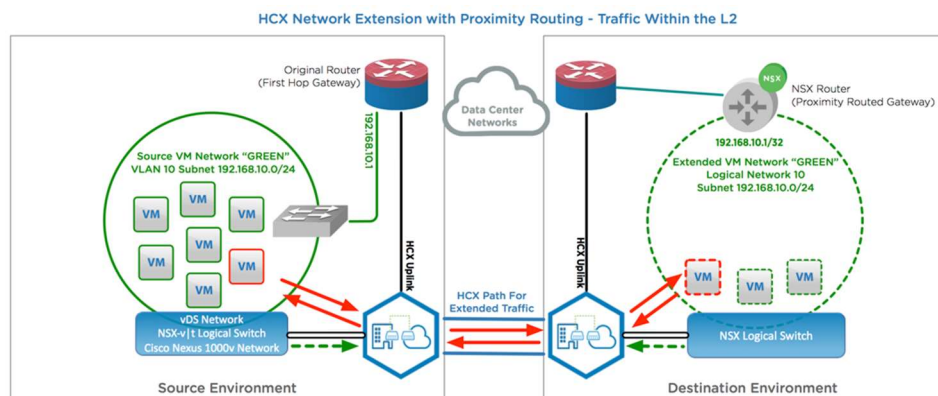 HCX Network Extension with Proximity Routing - Traffic Within the L2
Original Router
(First Hop Gateway)
192.168.10.1
Source VM Network "GREEN"
VLAN 10 Subnet 192.168.10.0/24
VM
VM
VM
VM
VM
VM
VM
HCX Uplink
vDS Network
NSX-v|t Logical Switch
Cisco Nexus 1000v Network
Source Environment
Data Center
Networks
HCX Path For
Extended Traffic
HCX Uplink
NSX
NSX Router
(Proximity Routed Gateway)
192.168.10.1/32
Extended VM Network "GREEN"
Logical Network 10
Subnet 192.168.10.0/24
VM
VM
VM
NSX Logical Switch
Destination Environment